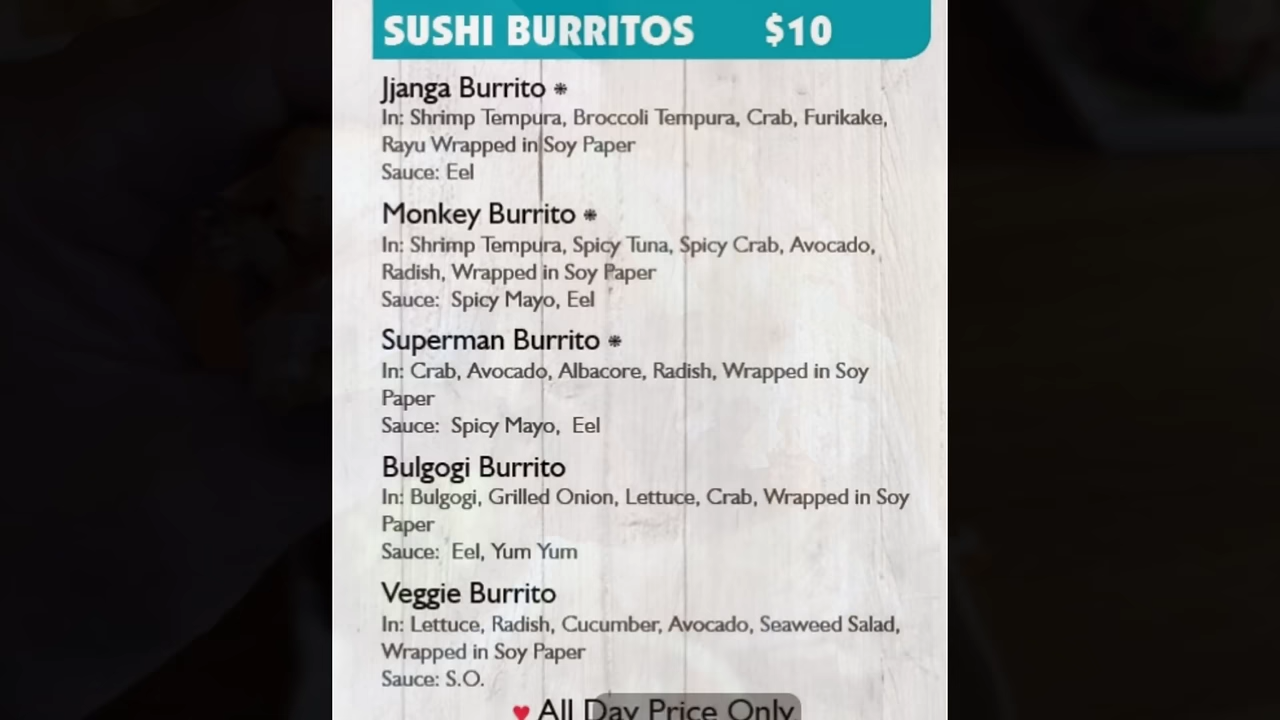 SUSHI BURRITOS $10
Jjanga Burrito *
In: Shrimp Tempura, Broccoli Tempura, Crab, Furikake,
Rayu Wrapped in Soy Paper
Sauce: Eel
Monkey Burrito *
In: Shrimp Tempura, Spicy Tuna, Spicy Crab, Avocado,
Radish, Wrapped in Soy Paper
Sauce: Spicy Mayo, Eel
Superman Burrito *
In: Crab, Avocado, Albacore, Radish, Wrapped in Soy
Paper
Sauce: Spicy Mayo, Eel
Bulgogi Burrito
In: Bulgogi, Grilled Onion, Lettuce, Crab, Wrapped in Soy
Paper
Sauce: Eel, Yum Yum
Veggie Burrito
In: Lettuce, Radish, Cucumber, Avocado, Seaweed Salad,
Wrapped in Soy Paper
Sauce: S.O.
♥ All Day Price Only